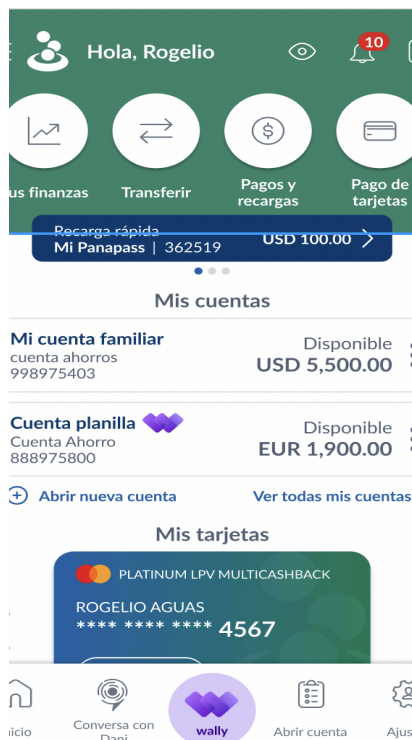 Hola, Rogelio
10
us finanzas
Transferir
Pagos y
recargas
Pago de
tarjetas
Recarga rápida
Mi Panapass | 362519
USD 100.00
Mis cuentas
Mi cuenta familiar
cuenta ahorros
998975403
Disponible
USD 5,500.00
Cuenta planilla
Cuenta Ahorro
888975800
Disponible
EUR 1,900.00
Abrir nueva cuenta
Ver todas mis cuentas
Mis tarjetas
PLATINUM LPV MULTICASHBACK
ROGELIO AGUAS
**** **** **** **** 4567
icio
Conversa con
Dani
wally
Abrir cuenta
Ajus